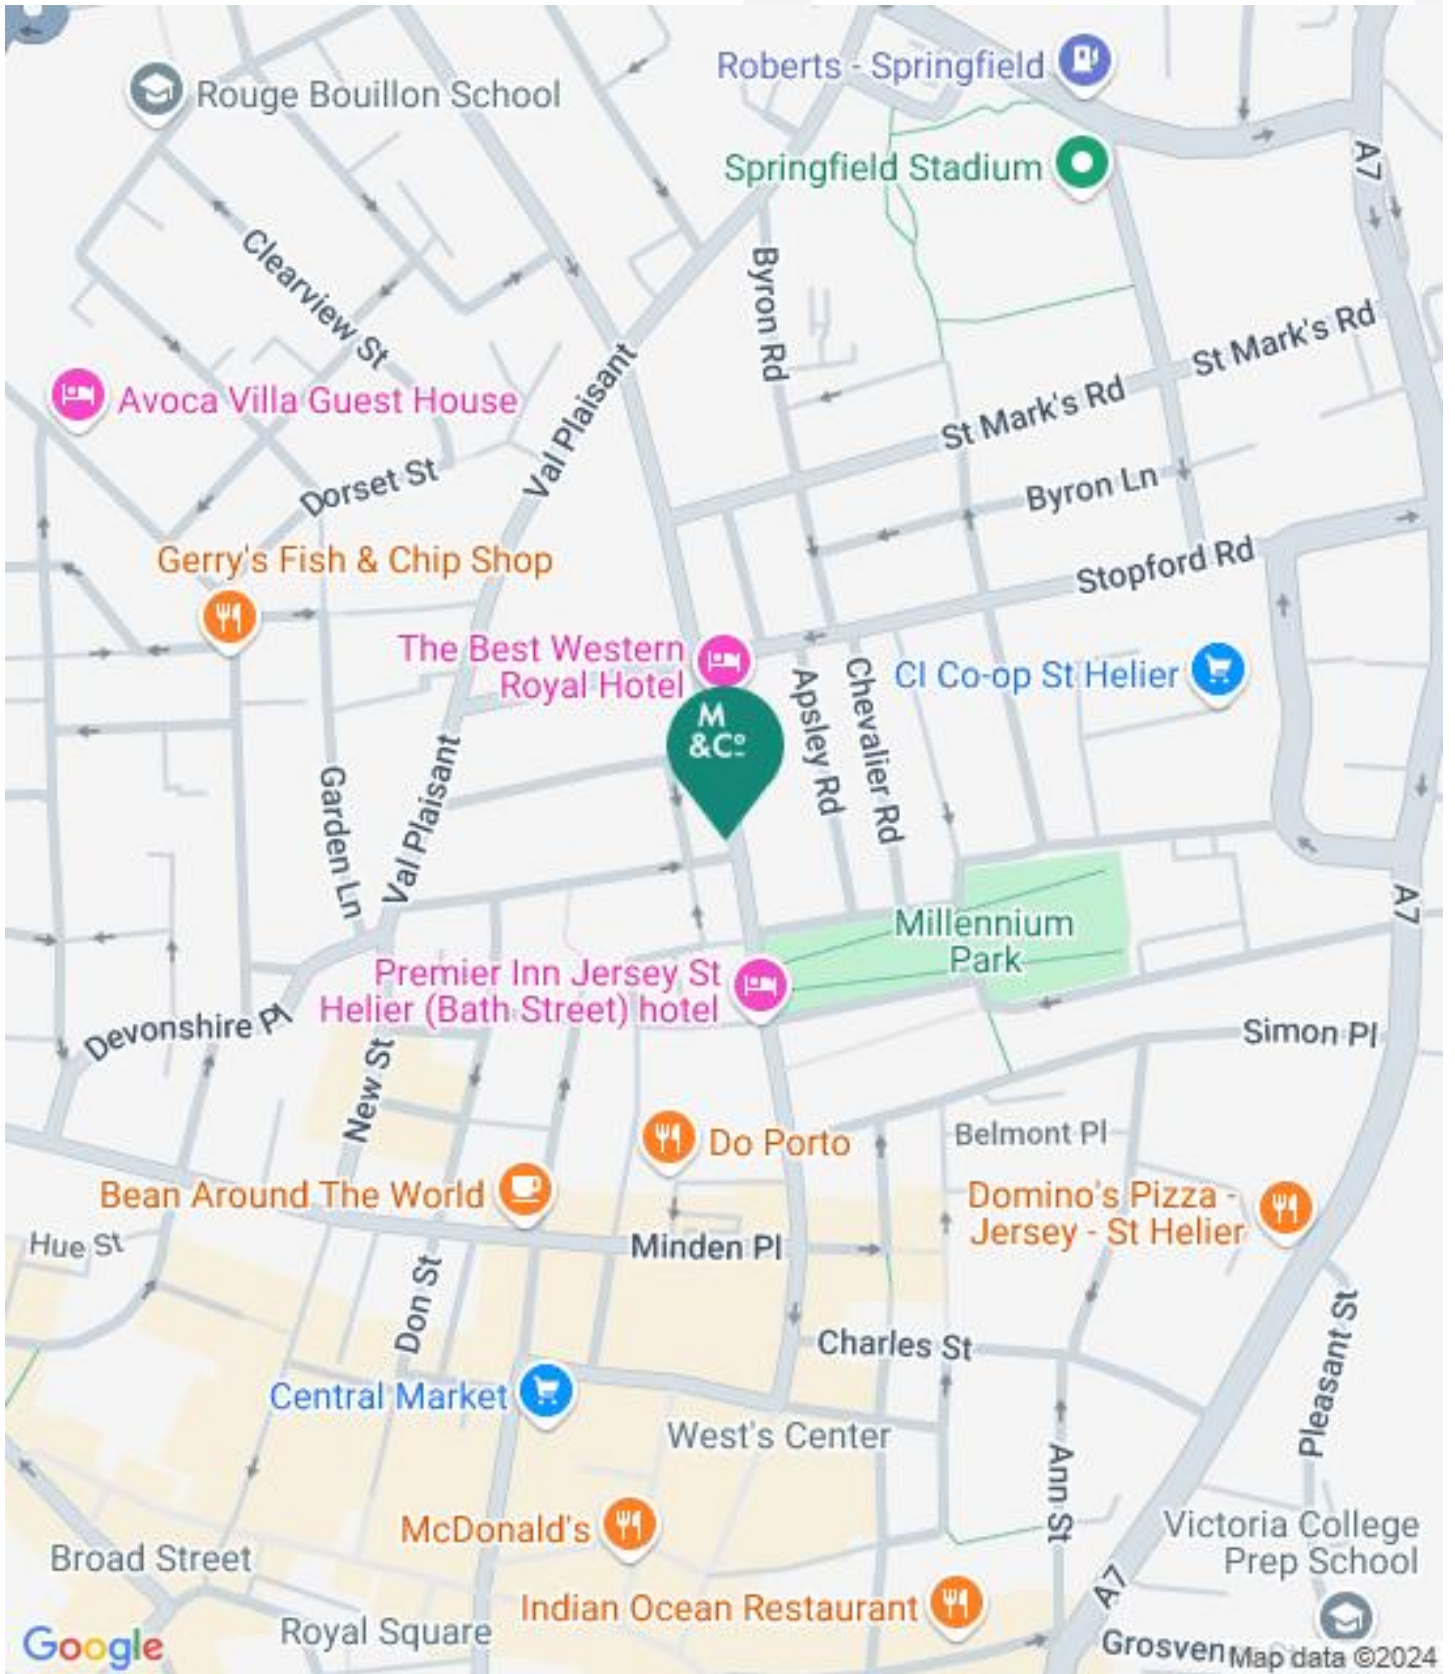 Roberts - Springfield
Rouge Bouillon School
Springfield Stadium
A7
Clearview St
Byron Rd
St Mark's Rd
Avoca Villa Guest House
Val Plaisant
St Mark's Rd
Dorset St
Byron Ln
Gerry's Fish & Chip Shop
Stopford Rd
The Best Western
Royal Hotel
CI Co-op St Helier
M
&Cº
Apsley Rd
Chevalier Rd
Garden Ln
Val Plaisant
A7
Millennium
Park
Premier Inn Jersey St
Helier (Bath Street) hotel
Devonshire Pl
Simon Pl
New St
Do Porto
Belmont Pl
Bean Around The World
Domino's Pizza -
Jersey - St Helier
Hue St
Minden Pl
Don St
Charles St
Pleasant St
Central Market
West's Center
Ann St
McDonald's
Victoria College
Prep School
Broad Street
A7
Indian Ocean Restaurant
Royal Square
Google
Map data ©2024